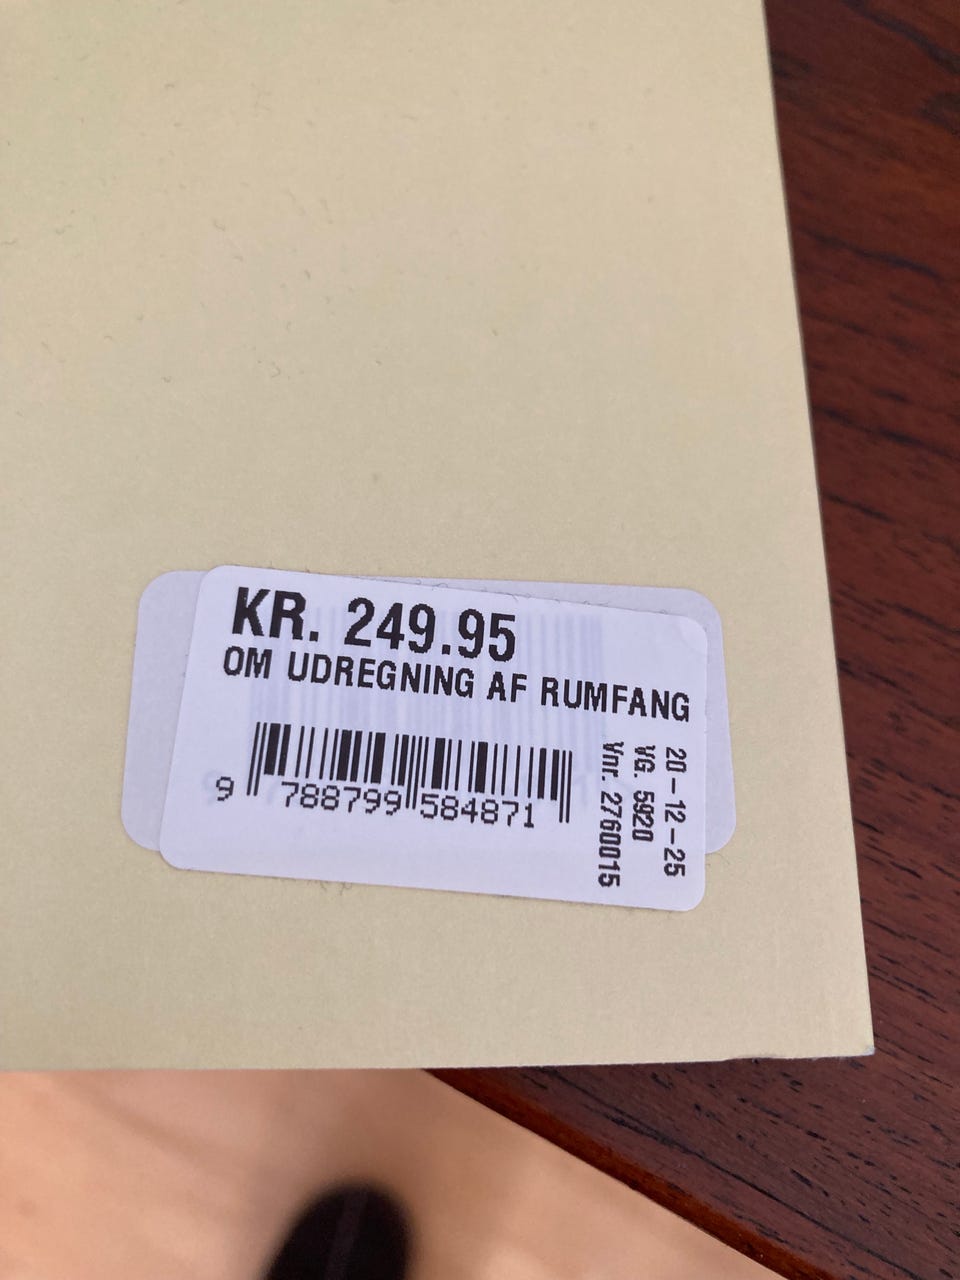 KR. 249.95
OM UDREGNING AF RUMFANG
9 788799 584871
20-12-25
VG. 5920
Vnr. 2760015